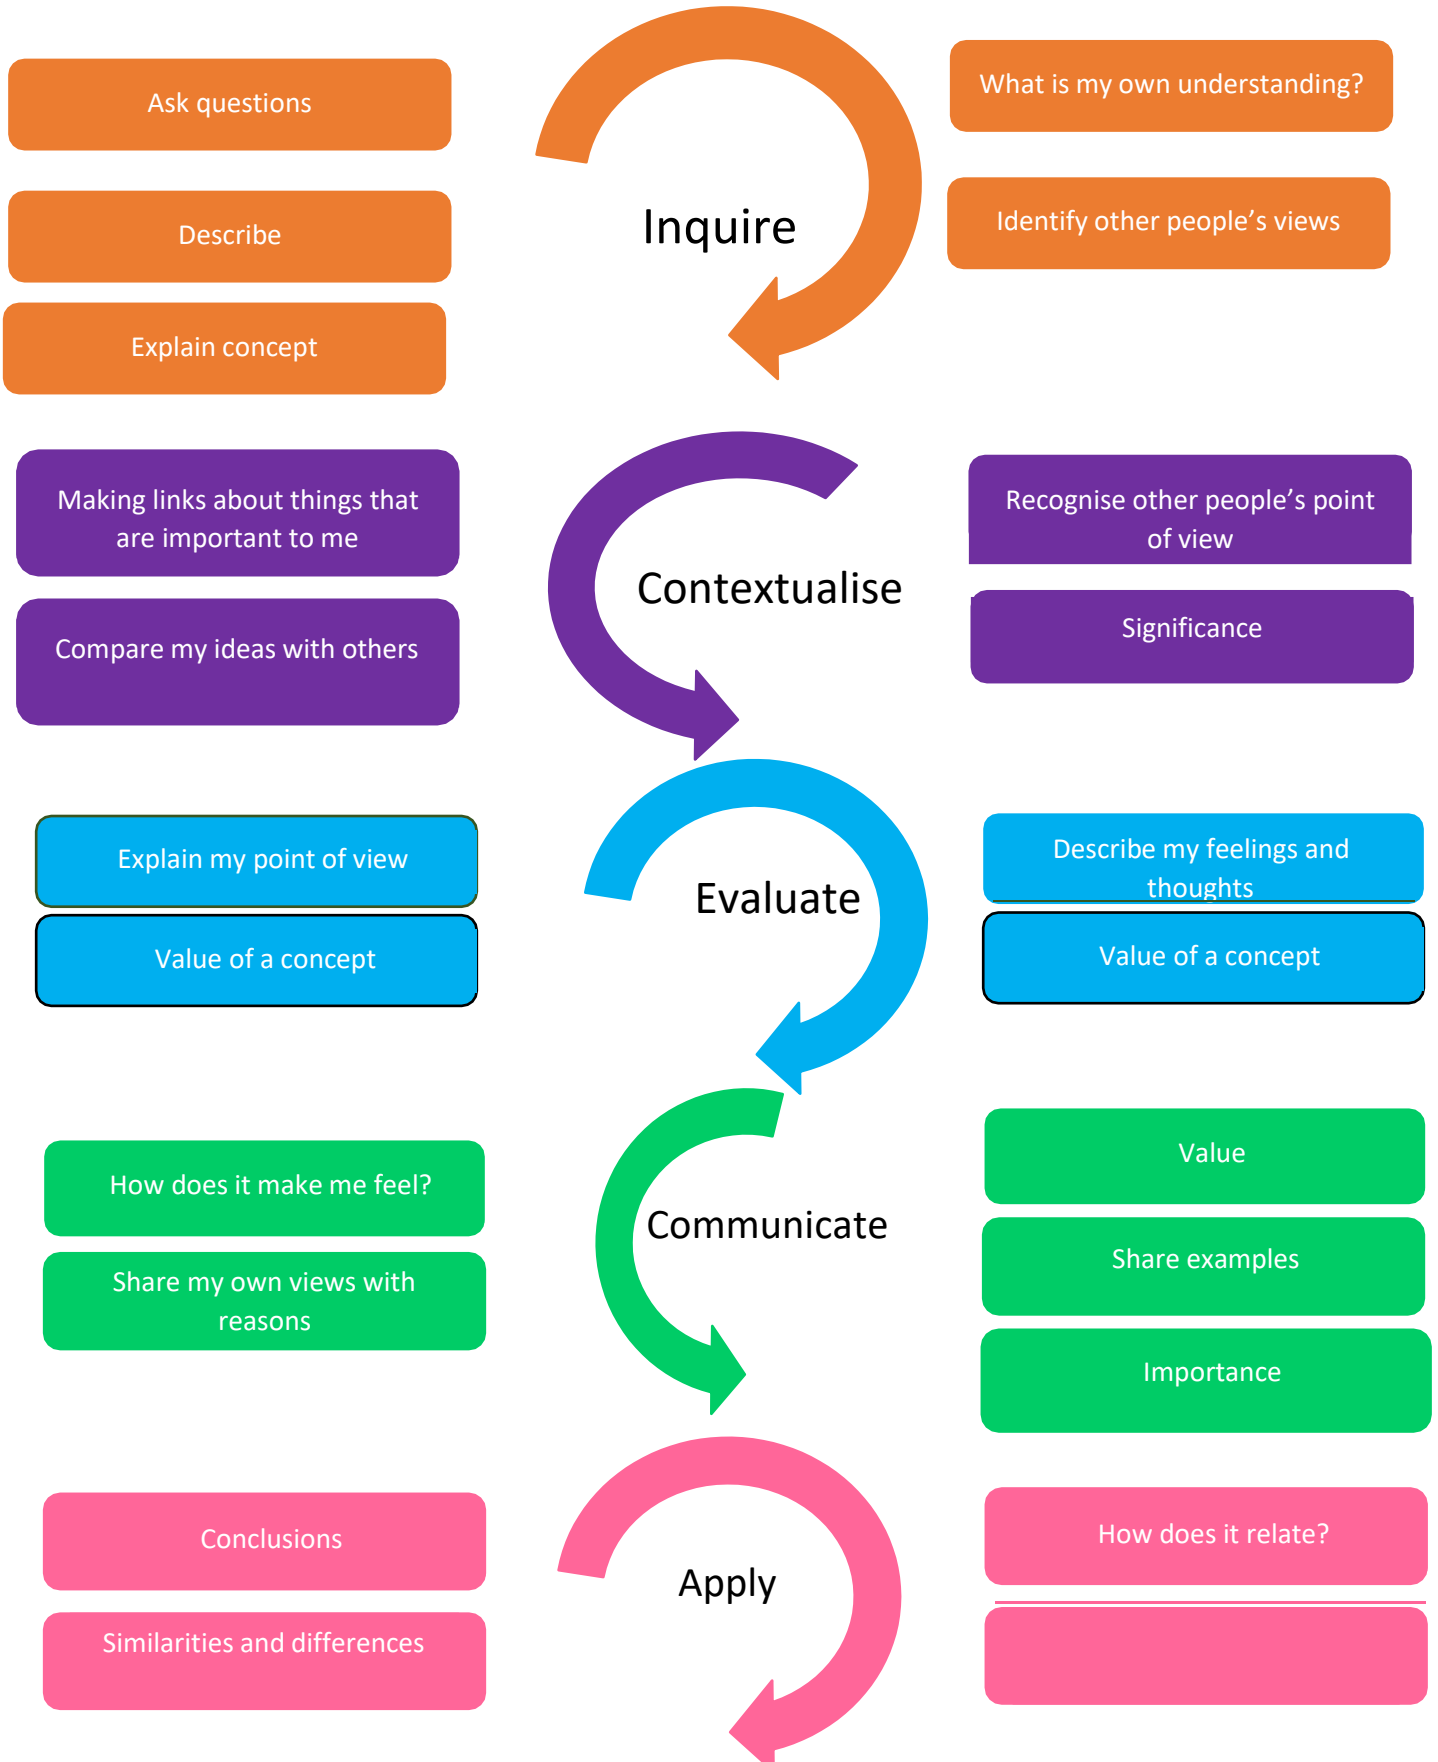 Ask questions
What is my own understanding?
Inquire
Describe
Identify other people’s views
Explain concept
Making links about things that
are important to me
Recognise other people’s point
of view
Contextualise
Compare my ideas with others
Significance
Explain my point of view
Describe my feelings and
thoughts
Evaluate
Value of a concept
Value of a concept
How does it make me feel?
Value
Communicate
Share my own views with
reasons
Share examples
Importance
Conclusions
How does it relate?
Apply
Similarities and differences